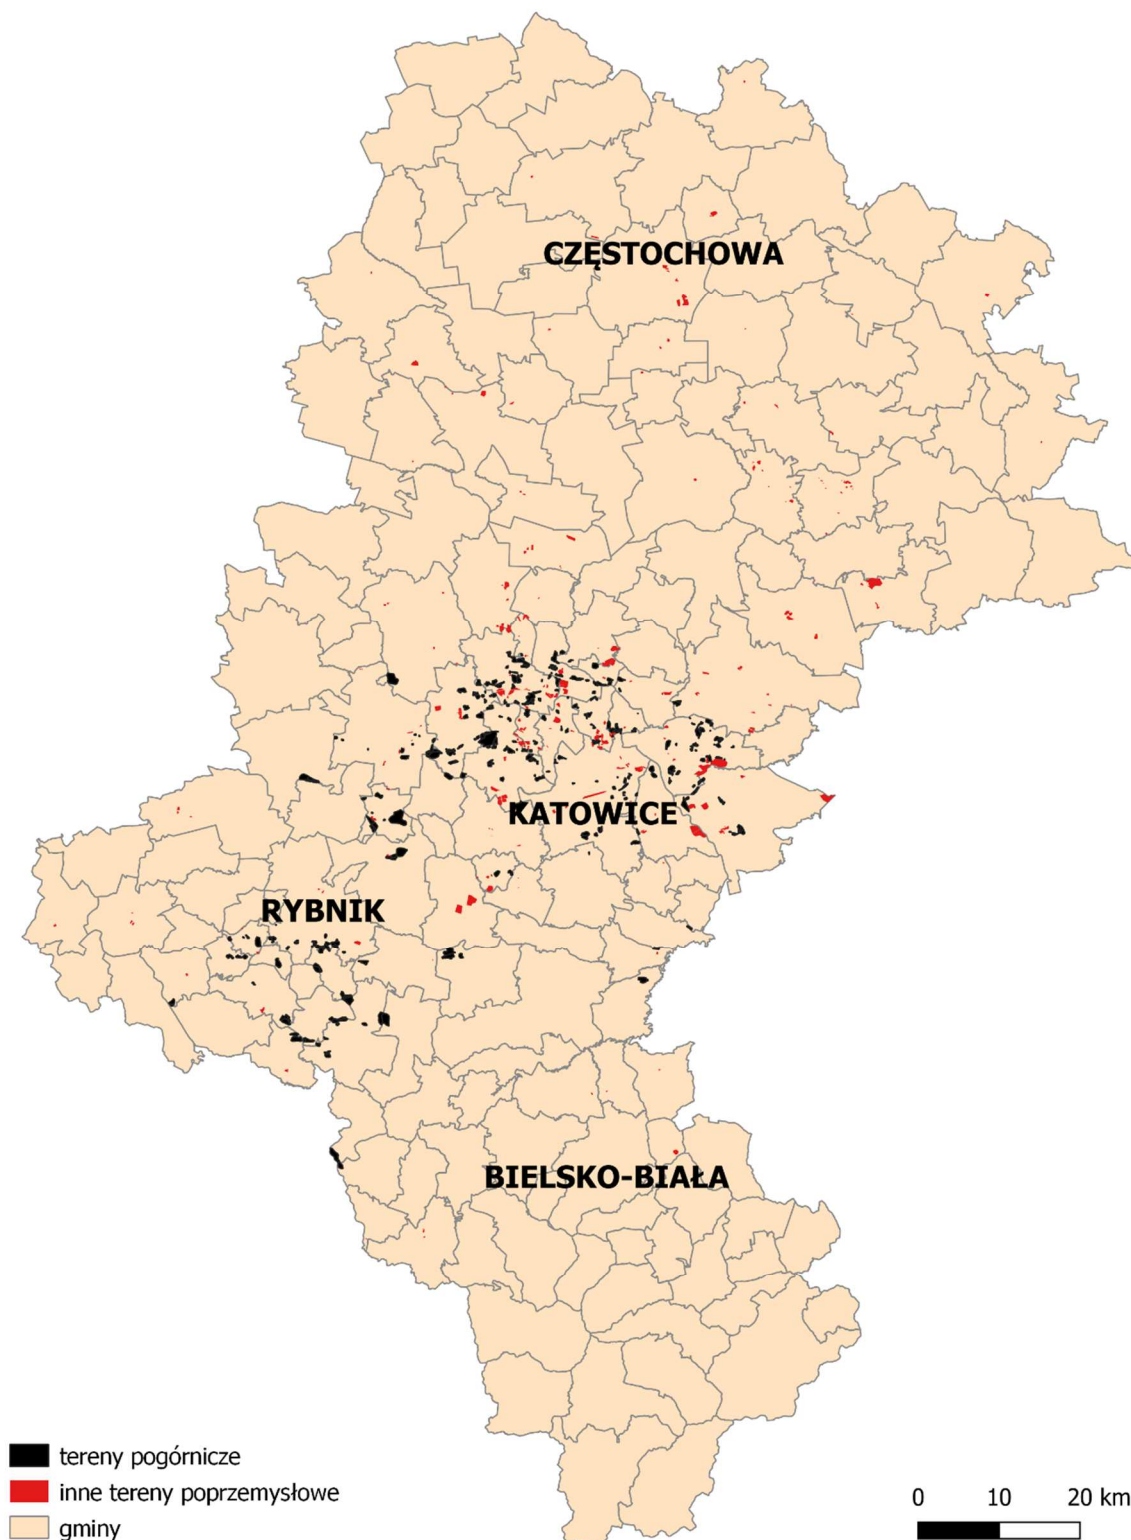 CZĘSTOCHOWA
KATOWICE
RYBNIK
BIELSKO-BIAŁA
tereny pogórnicze
inne tereny poprzemysłowe
gminy
0 10 20 km